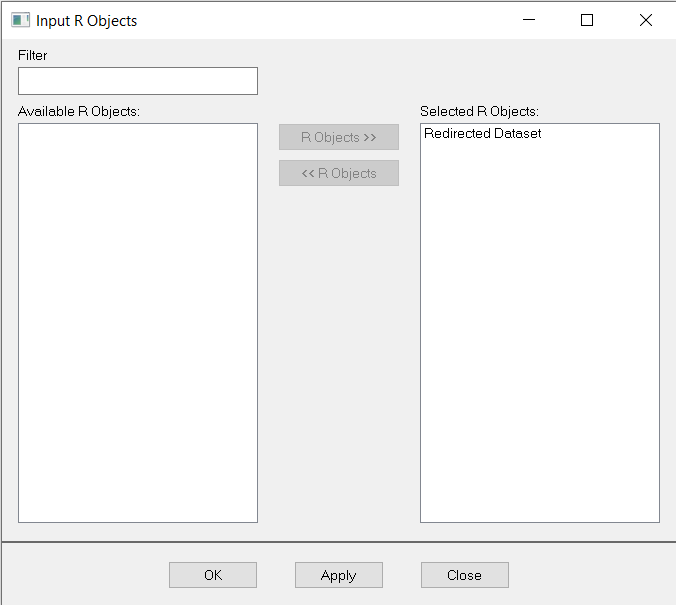 Input R Objects
Filter
Available R Objects:
Selected R Objects:
Redirected Dataset
R Objects >>
<< R Objects
OK
Apply
Close